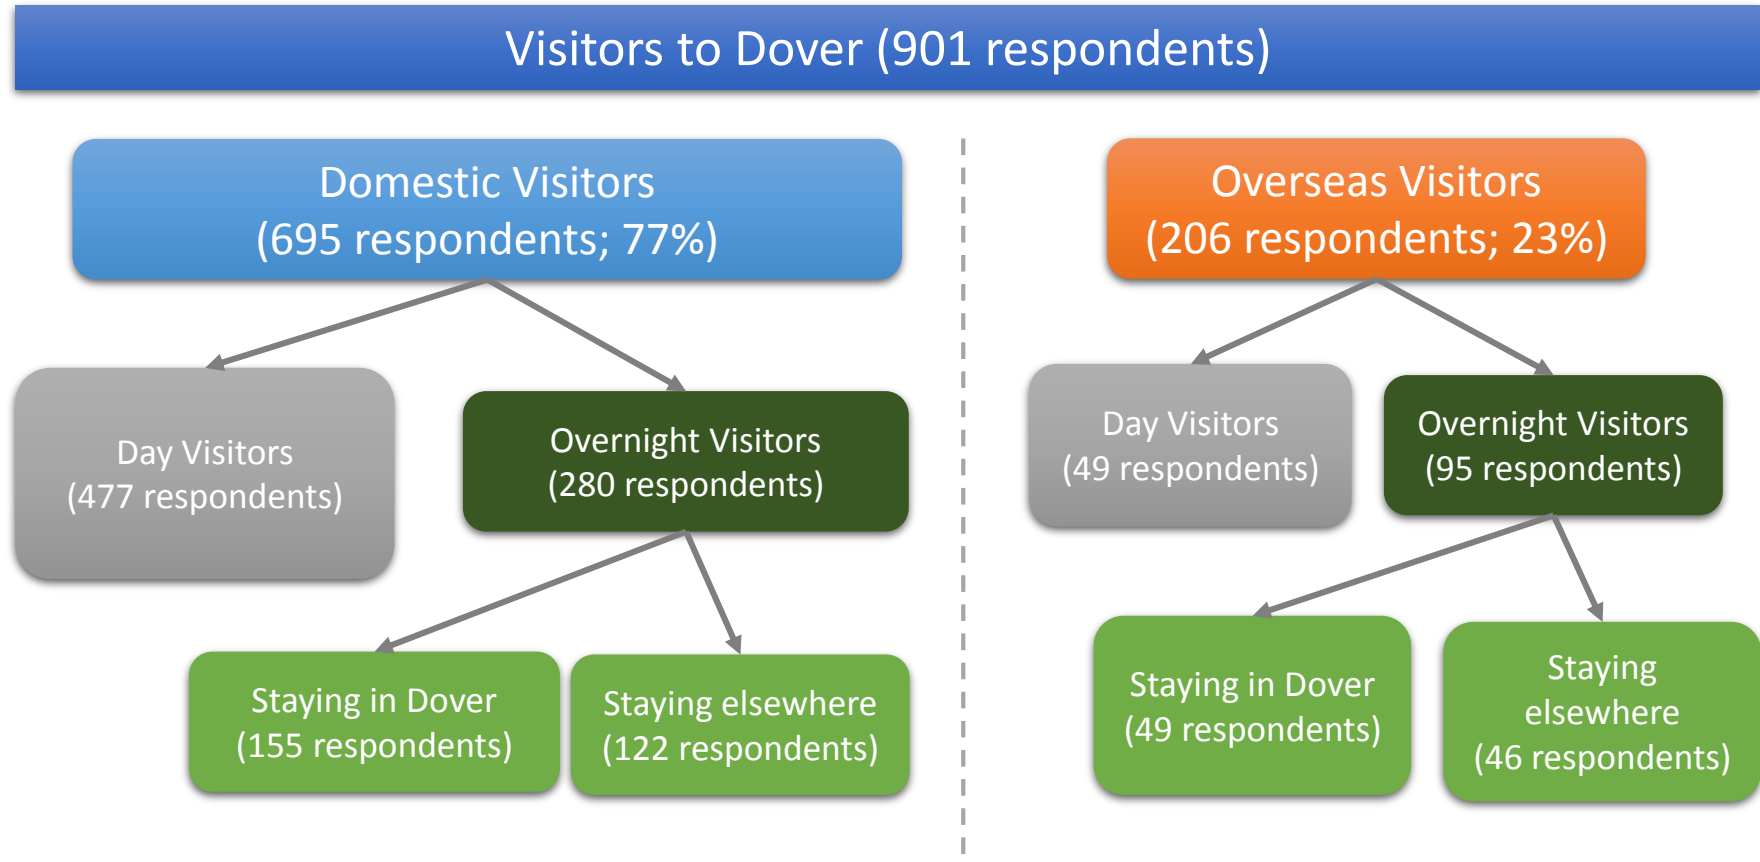 Visitors to Dover (901 respondents)
Domestic Visitors
(695 respondents; 77%)
Overseas Visitors
(206 respondents; 23%)
Day Visitors
(477 respondents)
Overnight Visitors
(280 respondents)
Day Visitors
(49 respondents)
Overnight Visitors
(95 respondents)
Staying in Dover
(155 respondents)
Staying elsewhere
(122 respondents)
Staying in Dover
(49 respondents)
Staying
elsewhere
(46 respondents)